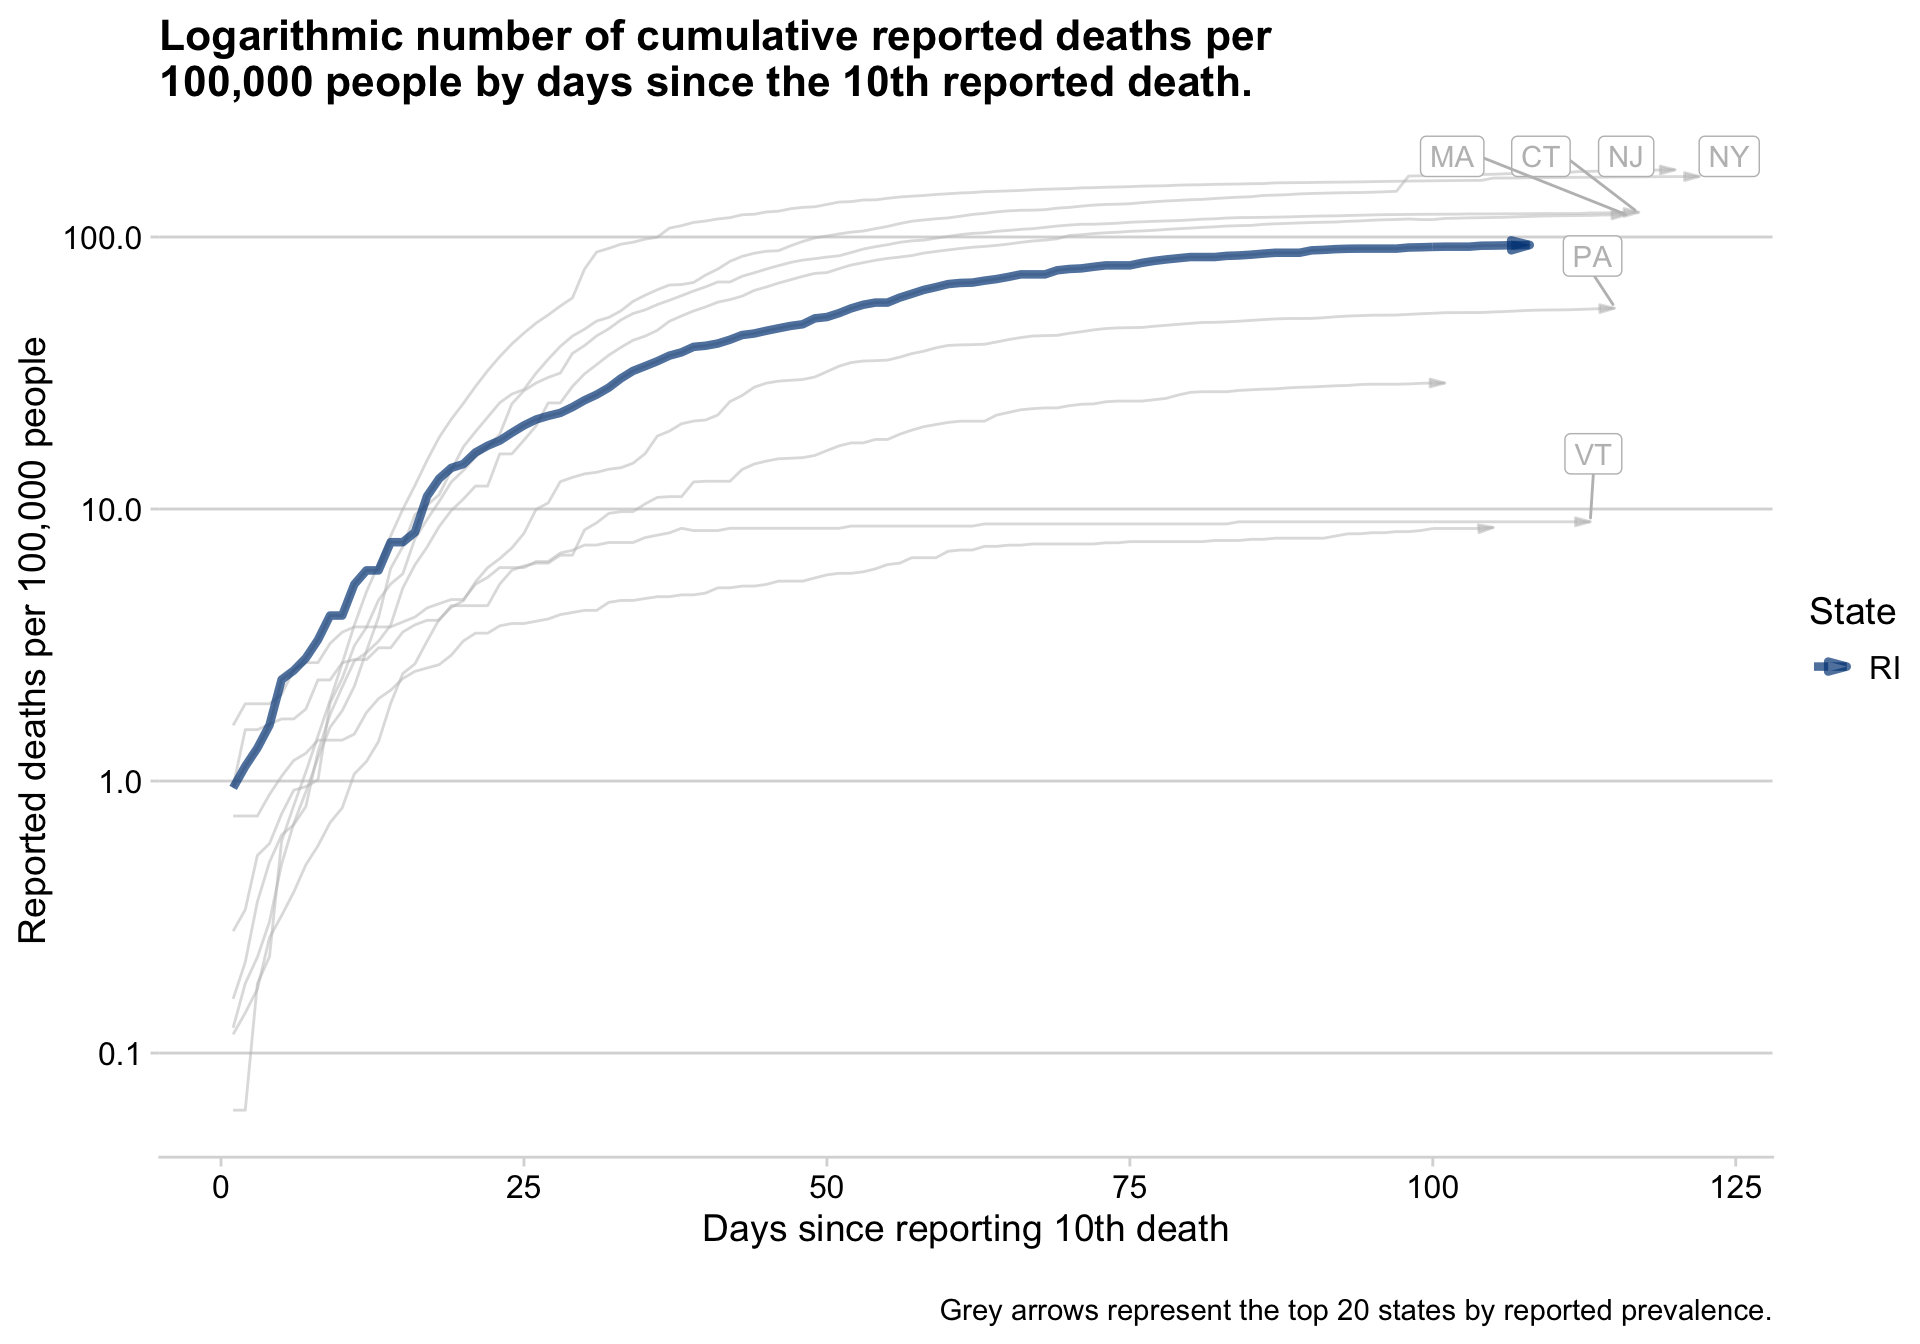 Logarithmic number of cumulative reported deaths per
100,000 people by days since the 10th reported death.
MA CT NJ NY
100.0
PA
VT
10.0
1.0
0.1
Reported deaths per 100,000 people
State
RI
0 25 50 75 100 125
Days since reporting 10th death
Grey arrows represent the top 20 states by reported prevalence.